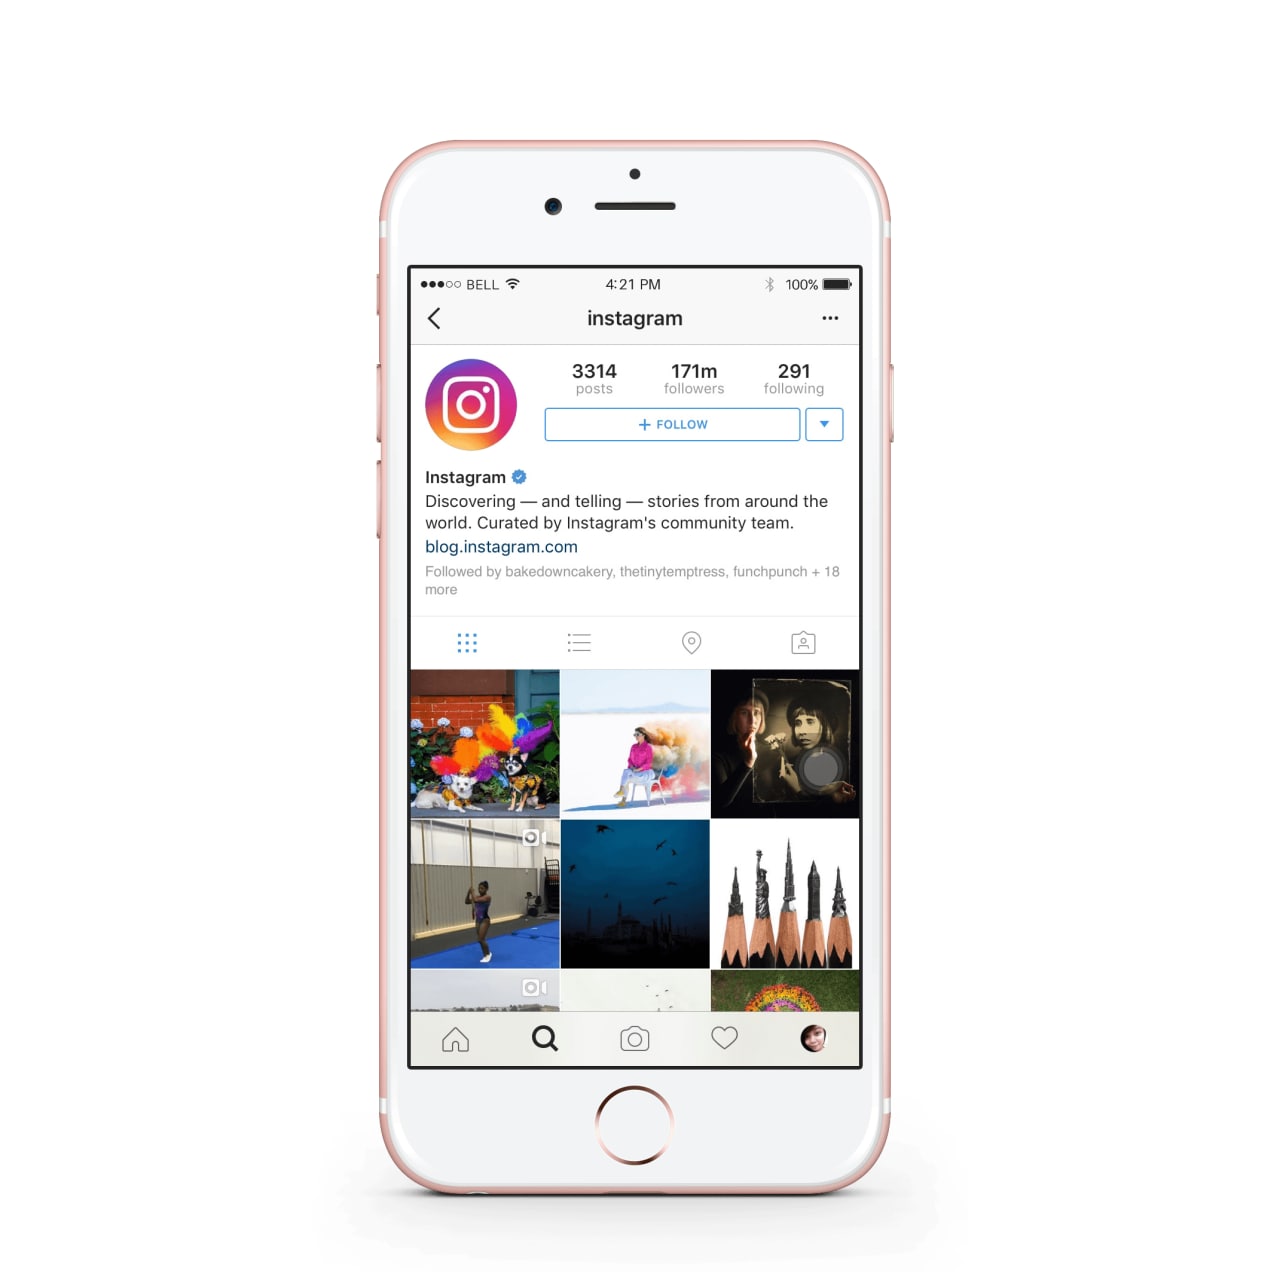 BELL 4:21 PM 100%
instagram
3314 171m 291
posts followers following
+ FOLLOW
Instagram
Discovering — and telling — stories from around the
world. Curated by Instagram's community team.
blog.instagram.com
Followed by bakedowncakery, thetinytemptress, funchpunch + 18
more